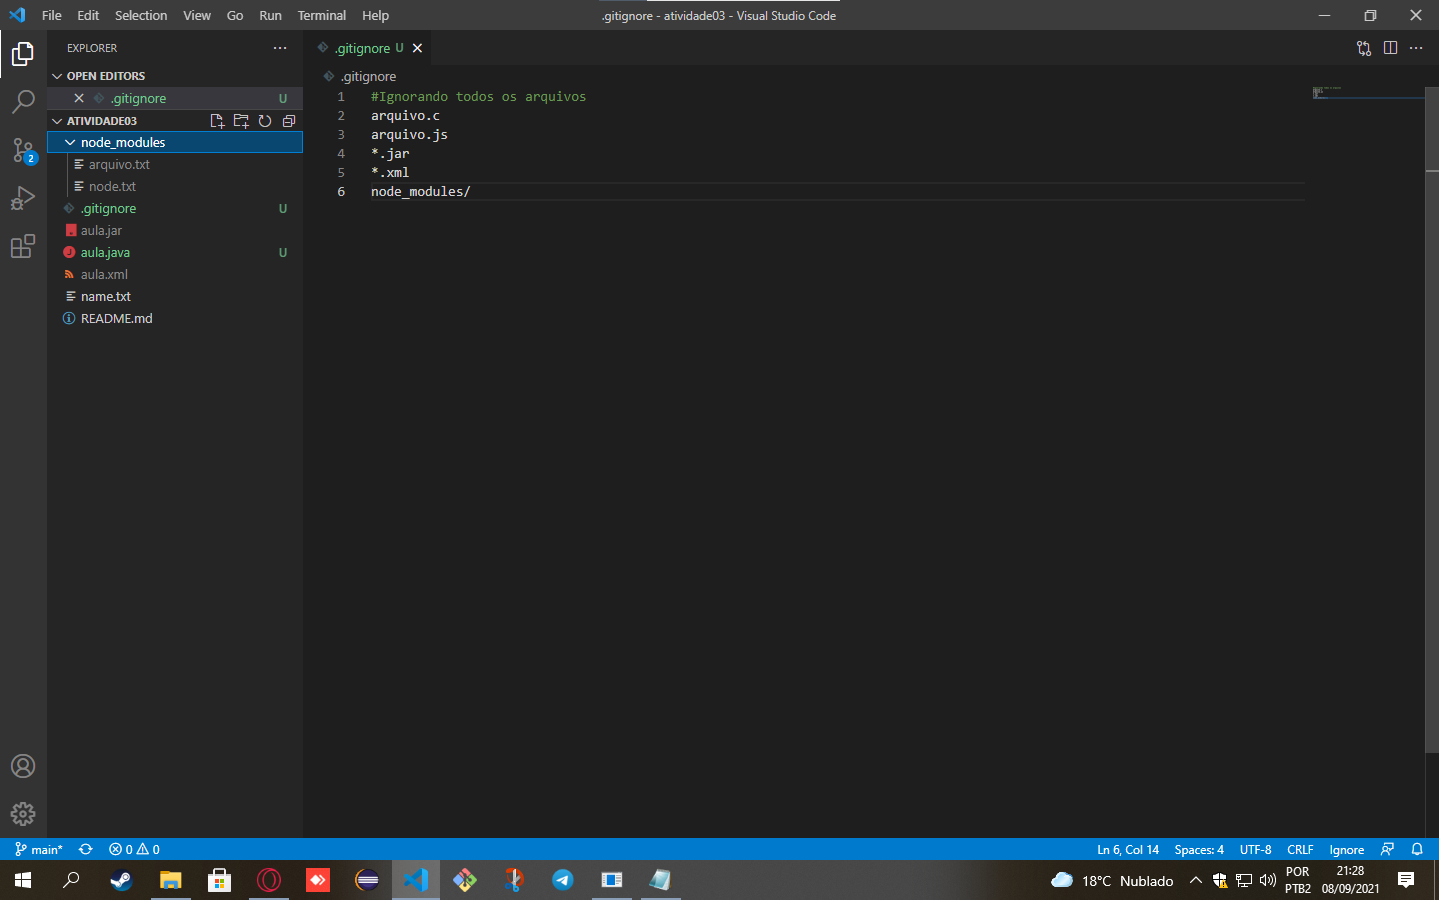 File Edit Selection View Go Run Terminal Help
.gitignore - atividade03 - Visual Studio Code
EXPLORER
OPEN EDITORS
.gitignore U
ATIVIDADE03
node_modules
arquivo.txt
node.txt
.gitignore U
aula.jar
aula.java U
aula.xml
name.txt
README.md
2
.gitignore U
.gitignore
1 #Ignorando todos os arquivos
2 arquivo.c
3 arquivo.js
4 *.jar
5 *.xml
6 node_modules/
main* 0 0 Ln 6, Col 14 Spaces: 4 UTF-8 CRLF Ignore
18°C Nublado
POR
PTB2
21:28
08/09/2021